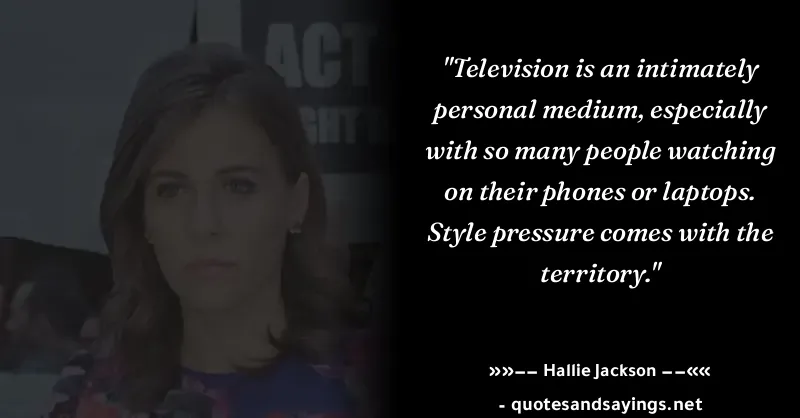 ACT
GHT N
"Television is an intimately
personal medium, especially
with so many people watching
on their phones or laptops.
Style pressure comes with the
territory."
»»−− Hallie Jackson −−««
- quotesandsayings.net